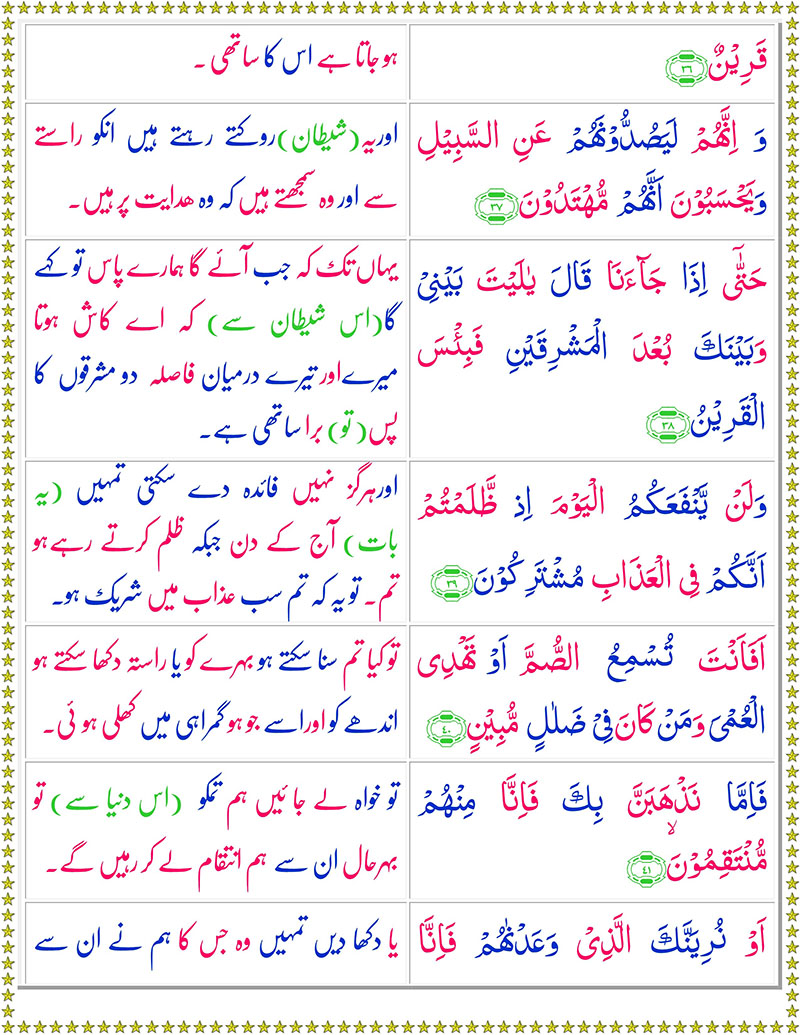 قَرِیْنٌ ﴿۳۶﴾
ہو جاتا ہے اس کا ساتھی ۔
وَ اِنَّهُمْ لَیَصُدُّوْنَهُمْ عَنِ السَّبِیْلِ
وَیَحْسَبُوْنَ اَنَّهُمْ مُّهْتَدُوْنَ ﴿۳۷﴾
اور یہ (شیطان) روکتے رہتے ہیں انکو راستے
سے اور وہ سمجھتے ہیں کہ وہ ھدایت پر ہیں۔
حَتّٰۤی اِذَا جَآءَنَا قَالَ یٰلَیْتَ بَیْنِیْ
وَبَیْنَكَ بُعْدَ الْمَشْرِقَیْنِ فَبِئْسَ
الْقَرِیْنُ ﴿۳۸﴾
یہاں تک کہ جب آئے گا ہمارے پاس تو کہے
گا (اس شیطان سے) کہ اے کاش ہوتا
میرے اور تیرے درمیان فاصلہ دو مشرقوں کا
پس (تو) برا ساتھی ہے۔
وَلَنْ یَّنْفَعَكُمُ الْیَوْمَ اِذ ظَّلَمْتُمْ
اَنَّكُمْ فِی الْعَذَابِ مُشْتَرِكُوْنَ ﴿۳۹﴾
اور ہرگز نہیں فائدہ دے سکتی تمہیں (یہ
بات) آج کے دن جبکہ ظلم کرتے رہے ہو
تم۔ تو یہ کہ تم سب عذاب میں شریک ہو۔
اَفَاَنْتَ تُسْمِعُ الصُّمَّ اَوْ تَهْدِی
الْعُمْیَ وَمَنْ كَانَ فِیْ ضَلٰلٍ مُّبِیْنٍ ﴿۴۰﴾
تو کیا تم سنا سکتے ہو بہرے کو یا راستہ دکھا سکتے ہو
اندھے کو اور اسے جو ہو گمراہی میں کھلی ہوئی۔
فَاِمَّا نَذْهَبَنَّ بِكَ فَاِنَّا مِنْهُمْ
مُّنْتَقِمُوْنَ ۙ﴿۴۱﴾
تو خواہ لے جائیں ہم تمکو (اس دنیا سے) تو
بہرحال ان سے ہم انتقام لے کر رہیں گے۔
اَوْ نُرِیَنَّكَ الَّذِیْ وَعَدْنٰهُمْ فَاِنَّا
یا دکھا دیں تمہیں وہ جس کا ہم نے ان سے